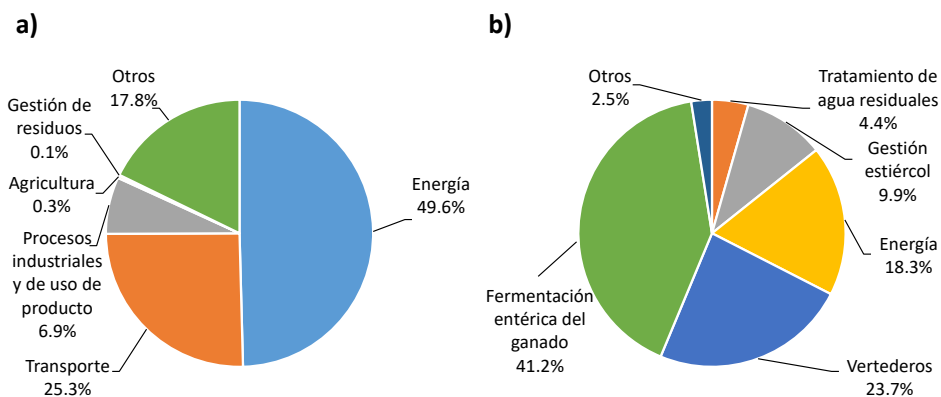 a)
Otros
17.8%
Gestión de
residuos
0.1%
Agricultura
0.3%
Procesos
industriales
y de uso de
producto
6.9%
Transporte
25.3%
Energía
49.6%
b)
Otros
2.5%
Tratamiento de
agua residuales
4.4%
Gestión
estiércol
9.9%
Energía
18.3%
Fermentación
entérica del
ganado
41.2%
Vertederos
23.7%